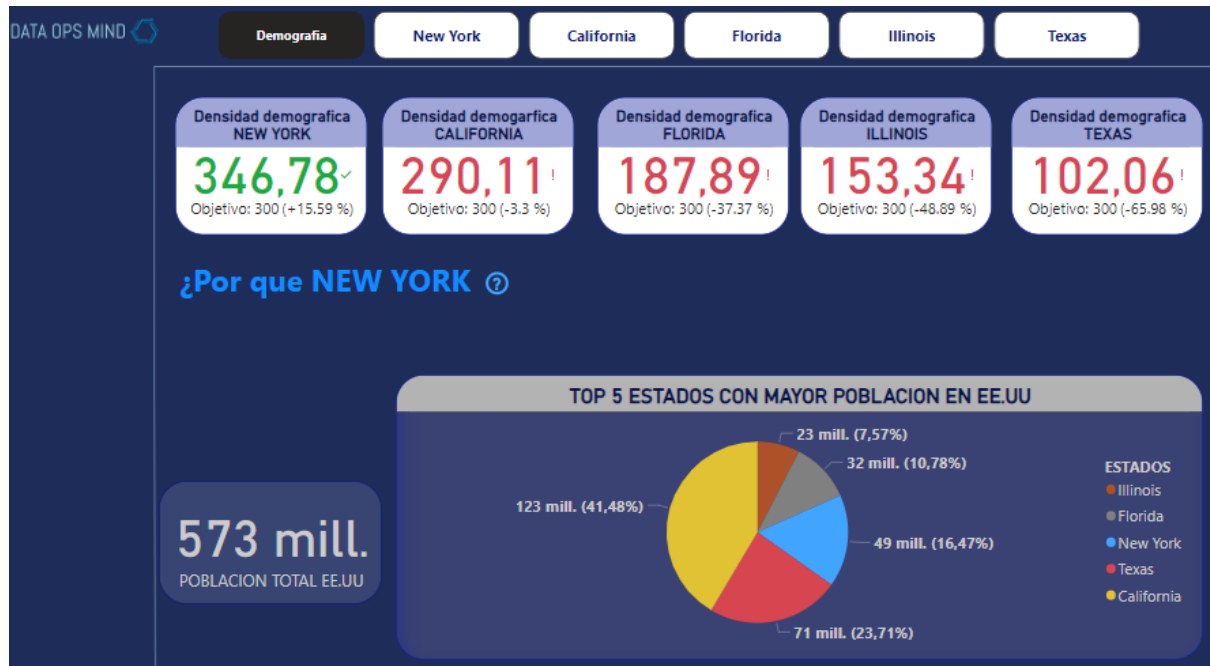 DATA OPS MIND
Demografia
New York
California
Florida
Illinois
Texas
Densidad demografica
NEW YORK
346,78
Objetivo: 300 (+15.59 %)
Densidad demogarfica
CALIFORNIA
290,11!
Objetivo: 300 (-3.3 %)
Densidad demografica
FLORIDA
187,89!
Objetivo: 300 (-37.37 %)
Densidad demografica
ILLINOIS
153,34!
Objetivo: 300 (-48.89 %)
Densidad demografica
TEXAS
102,06!
Objetivo: 300 (-65.98 %)
¿Por que NEW YORK ?
TOP 5 ESTADOS CON MAYOR POBLACION EN EE.UU
23 mill. (7,57%)
32 mill. (10,78%)
123 mill. (41,48%)
49 mill. (16,47%)
71 mill. (23,71%)
ESTADOS
Illinois
Florida
New York
Texas
California
573 mill.
POBLACION TOTAL EE.UU